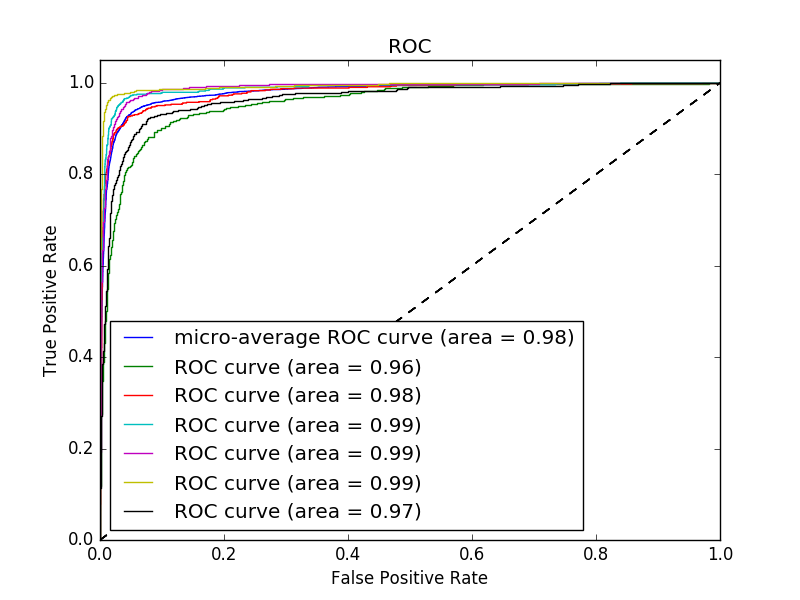 ROC
1.0
0.8
0.6
0.4
0.2
0.0
True Positive Rate
micro-average ROC curve (area = 0.98)
ROC curve (area = 0.96)
ROC curve (area = 0.98)
ROC curve (area = 0.99)
ROC curve (area = 0.99)
ROC curve (area = 0.99)
ROC curve (area = 0.97)
0.0 0.2 0.4 0.6 0.8 1.0
False Positive Rate